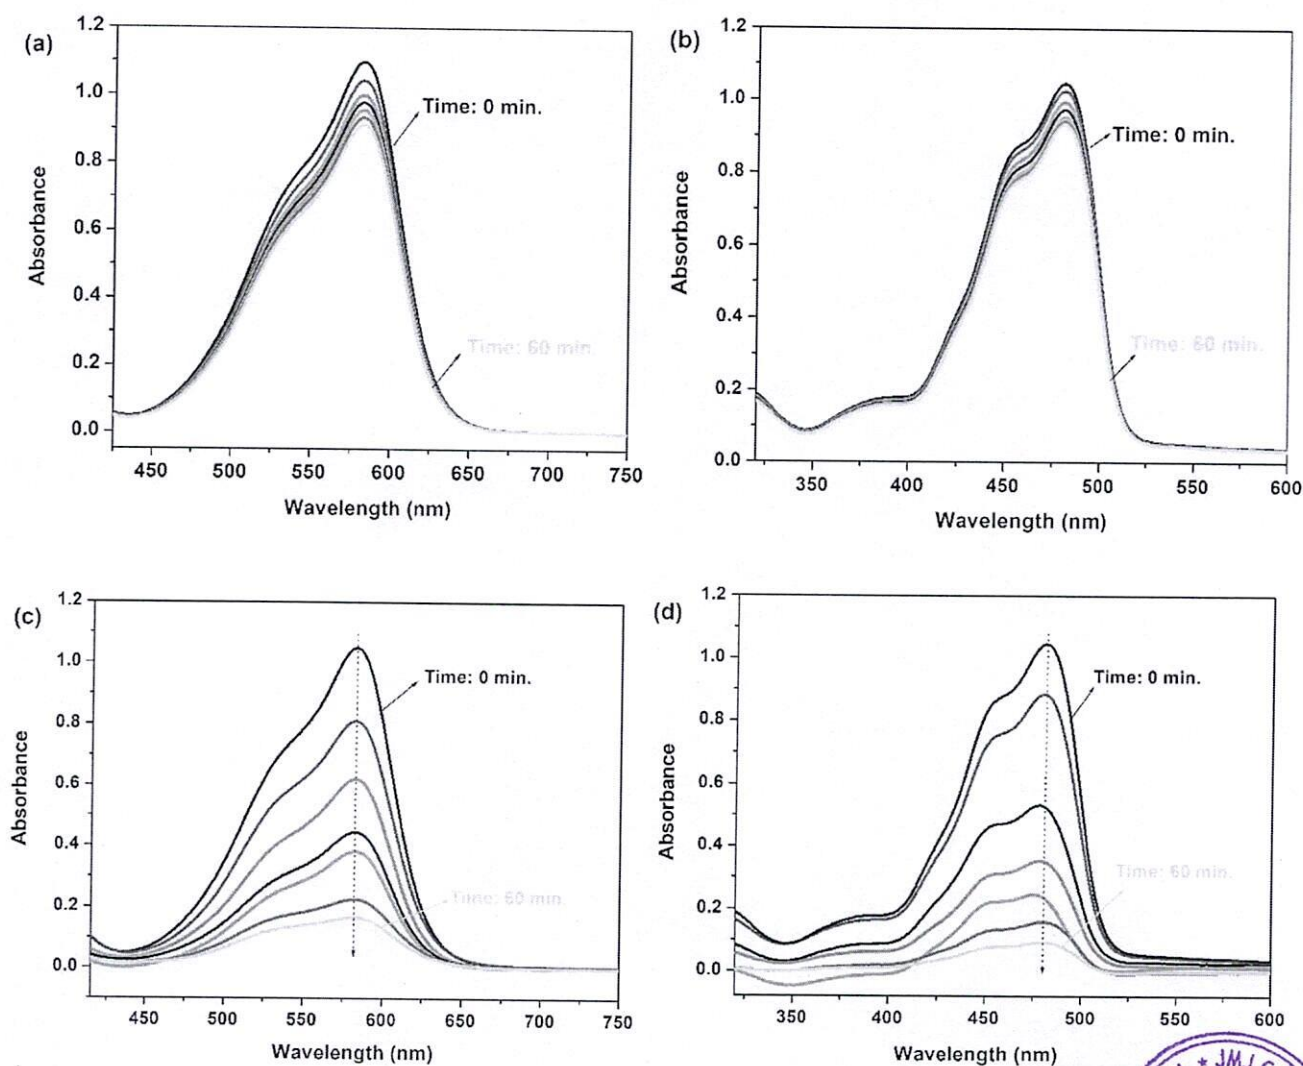 (a)
1.2
1.0
0.8
0.6
0.4
0.2
0.0
Absorbance
Time: 0 min.
Time: 60 min.
450 500 550 600 650 700 750
Wavelength (nm)
(b)
1.2
1.0
0.8
0.6
0.4
0.2
0.0
Absorbance
Time: 0 min.
Time: 60 min.
350 400 450 500 550 600
Wavelength (nm)
(c)
1.2
1.0
0.8
0.6
0.4
0.2
0.0
Absorbance
Time: 0 min.
Time: 60 min.
450 500 550 600 650 700 750
Wavelength (nm)
(d)
1.2
1.0
0.8
0.6
0.4
0.2
0.0
Absorbance
Time: 0 min.
Time: 60 min.
350 400 450 500 550 600
Wavelength (nm)